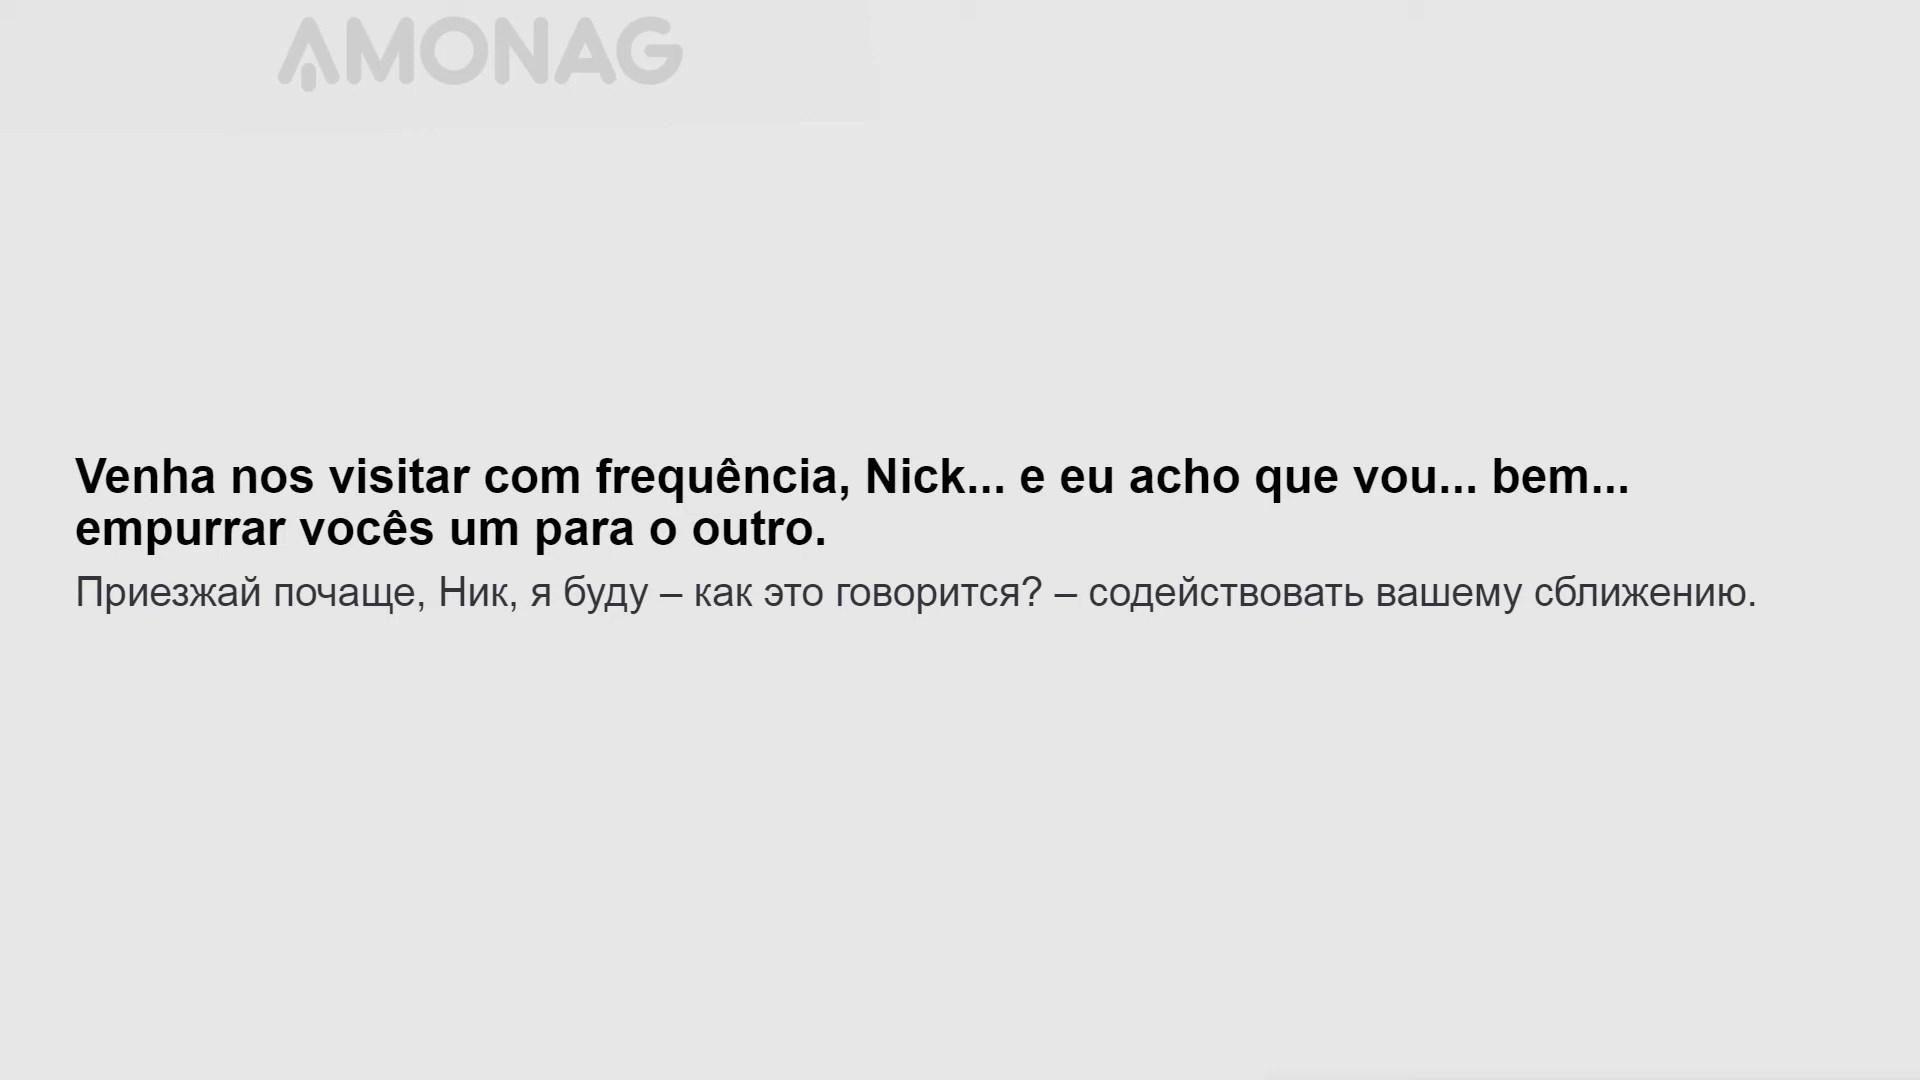 AMONAG
Venha nos visitar com frequência, Nick... e eu acho que vou... bem...
empurrar vocês um para o outro.
Приезжай почаще, Ник, я буду – как это говорится? – содействовать вашему сближению.